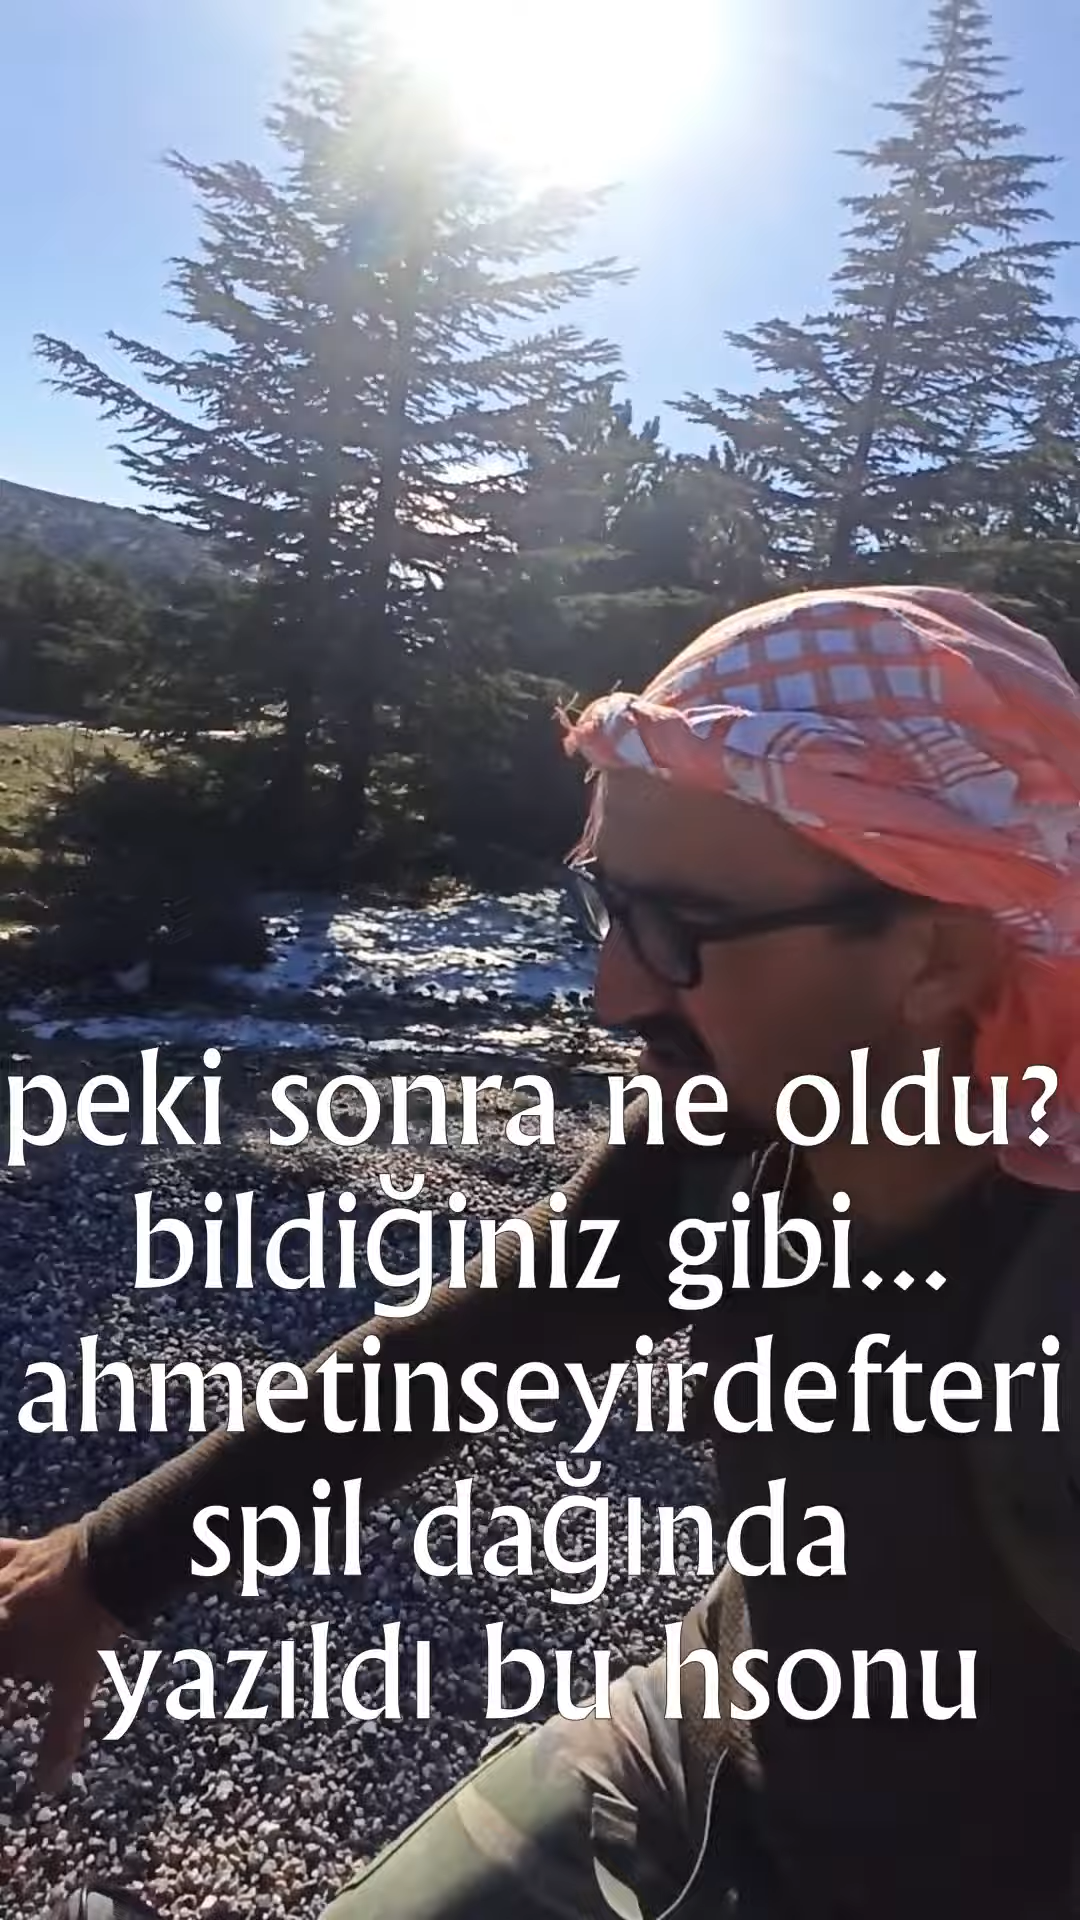 peki sonra ne oldu?
bildiğiniz gibi...
ahmetinseyirdefteri
spil dağında
yazıldı bu hsonu